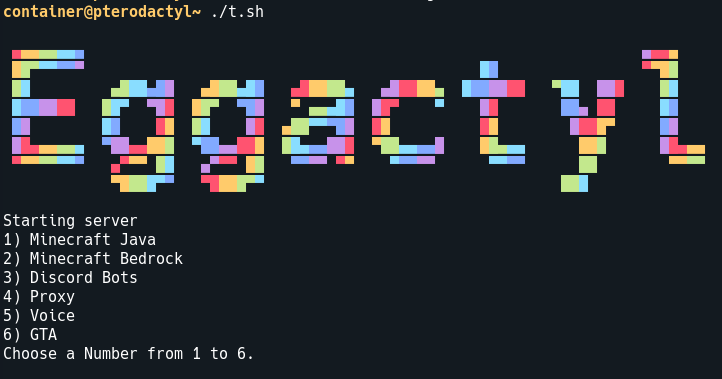 container@pterodactyl~ ./t.sh
Eggactyl
Starting server
1) Minecraft Java
2) Minecraft Bedrock
3) Discord Bots
4) Proxy
5) Voice
6) GTA
Choose a Number from 1 to 6.